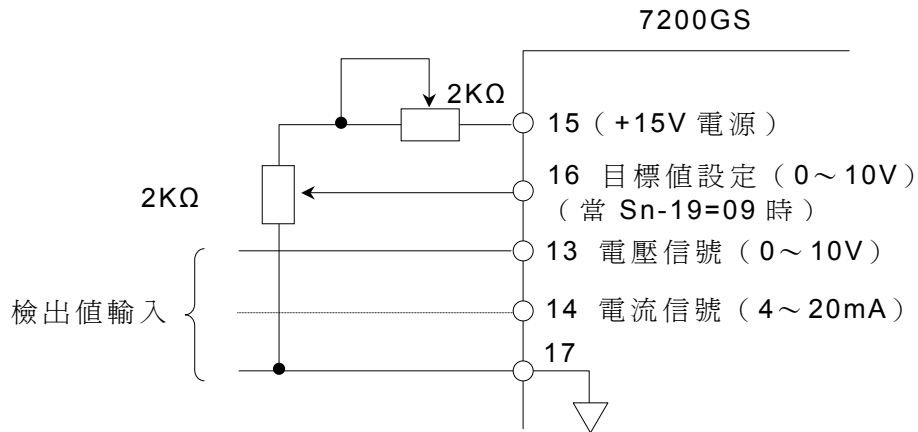 7200GS
2KΩ
15（+15V 電源）
16 目標值設定（0～10V）
（當 Sn-19=09 時）
2KΩ
13 電壓信號（0～10V）
檢出值輸入
14 電流信號（4～20mA）
17